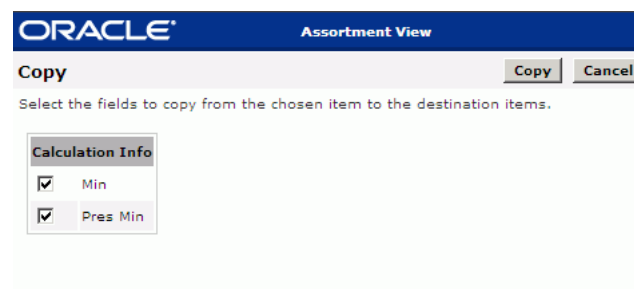 ORACLE® Assortment View
Copy Copy Cancel
Select the fields to copy from the chosen item to the destination items.
Calculation Info
Min
Pres Min